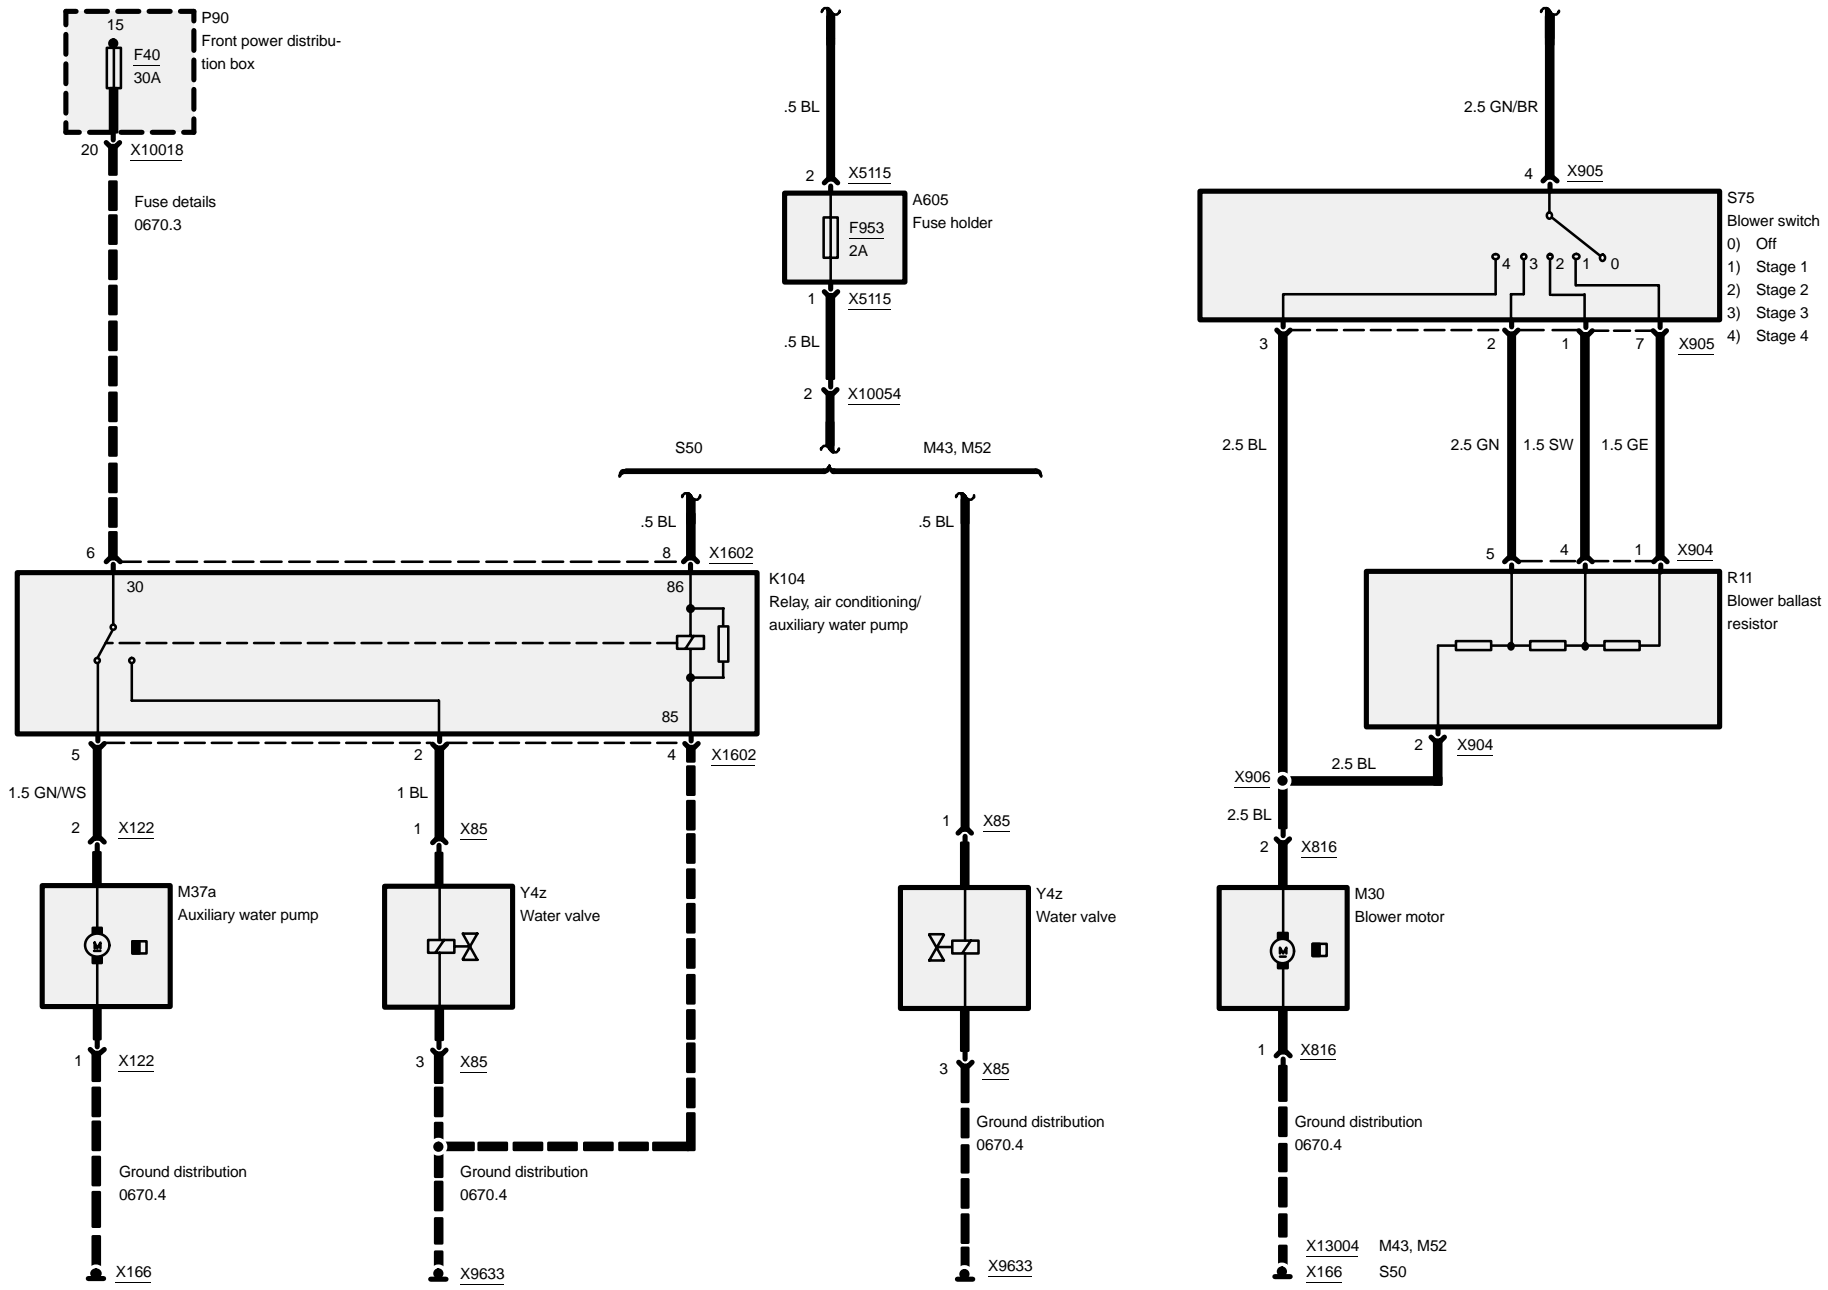 15
P90
Front power distribu-
tion box
F40
30A
20
X10018
Fuse details
0670.3
.5 BL
2
X5115
A605
Fuse holder
F953
2A
1
X5115
.5 BL
2
X10054
S50
M43, M52
.5 BL
.5 BL
6
8
X1602
30
86
K104
Relay, air conditioning/
auxiliary water pump
85
5
2
4
X1602
1.5 GN/WS
1 BL
2
X122
1
X85
1
X85
M37a
Auxiliary water pump
M
Y4z
Water valve
Y4z
Water valve
1
X122
3
X85
3
X85
Ground distribution
0670.4
Ground distribution
0670.4
Ground distribution
0670.4
X166
X9633
X9633
2.5 GN/BR
4
X905
S75
Blower switch
0) Off
1) Stage 1
2) Stage 2
3) Stage 3
4) Stage 4
4
3
2
1
0
3
2
1
7
X905
2.5 BL
2.5 GN
1.5 SW
1.5 GE
5
4
1
X904
R11
Blower ballast
resistor
2
X904
2.5 BL
X906
2.5 BL
2
X816
M30
Blower motor
M
1
X816
Ground distribution
0670.4
X13004 M43, M52
X166 S50